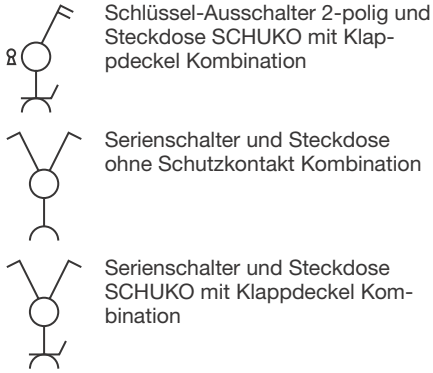 Schlüssel-Ausschalter 2-polig und
Steckdose SCHUKO mit Klap-
pdeckel Kombination
Serienschalter und Steckdose
ohne Schutzkontakt Kombination
Serienschalter und Steckdose
SCHUKO mit Klappdeckel Kom-
bination